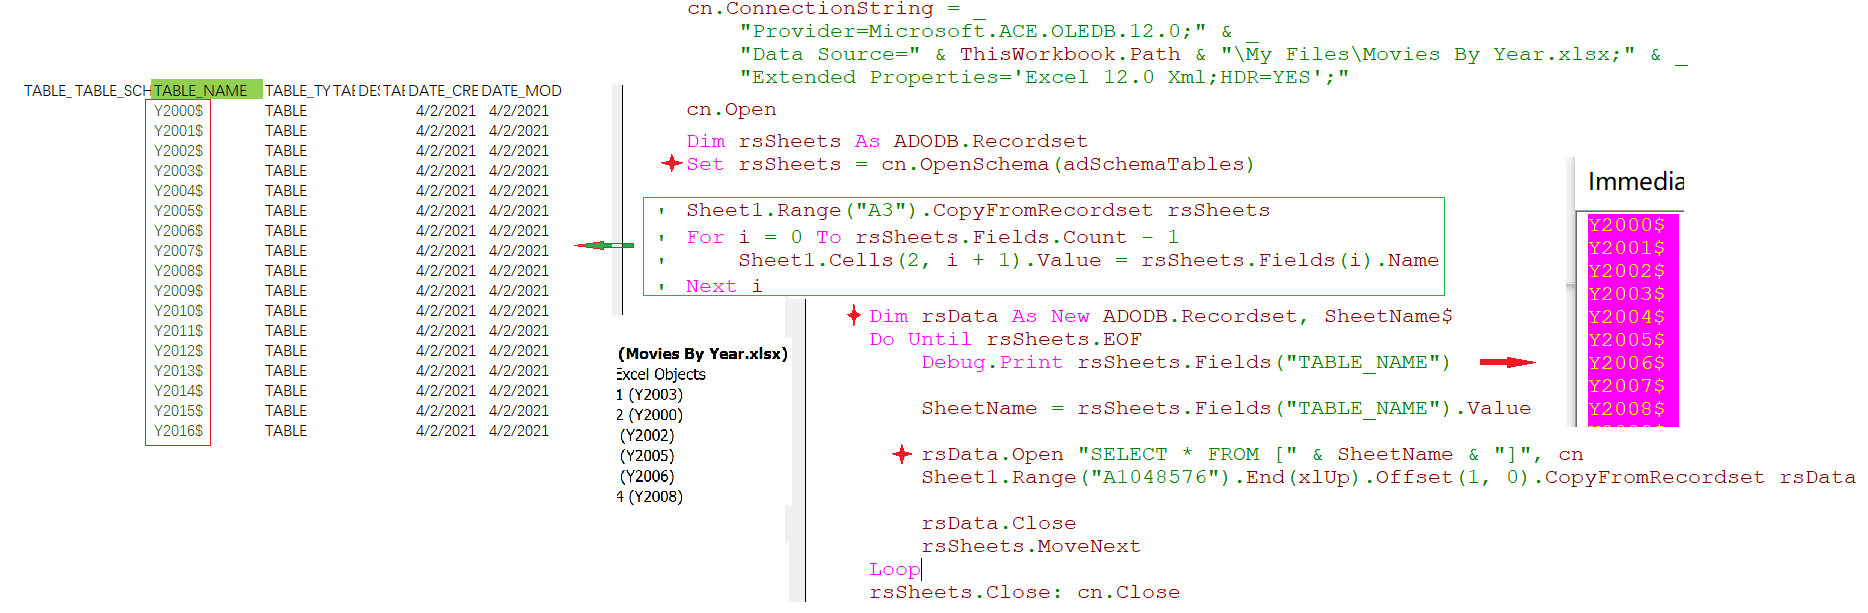 cn.ConnectionString = _
"Provider=Microsoft.ACE.OLEDB.12.0;" & _
"Data Source=" & ThisWorkbook.Path & "\My Files\Movies By Year.xlsx;" & _
"Extended Properties='Excel 12.0 Xml;HDR=YES';"
cn.Open
Dim rsSheets As ADODB.Recordset
Set rsSheets = cn.OpenSchema(adSchemaTables)
' Sheet1.Range("A3").CopyFromRecordset rsSheets
' For i = 0 To rsSheets.Fields.Count - 1
' Sheet1.Cells(2, i + 1).Value = rsSheets.Fields(i).Name
' Next i
Dim rsData As New ADODB.Recordset, SheetName$
Do Until rsSheets.EOF
Debug.Print rsSheets.Fields("TABLE_NAME")
SheetName = rsSheets.Fields("TABLE_NAME").Value
rsData.Open "SELECT * FROM [" & SheetName & "]", cn
Sheet1.Range("A1048576").End(xlUp).Offset(1, 0).CopyFromRecordset rsData
rsData.Close
rsSheets.MoveNext
Loop
rsSheets.Close: cn.Close
TABLE_ TABLE_SCH TABLE_NAME TABLE_TY TAE DES TAE DATE_CRE DATE_MOD
Y2000$ TABLE 4/2/2021 4/2/2021
Y2001$ TABLE 4/2/2021 4/2/2021
Y2002$ TABLE 4/2/2021 4/2/2021
Y2003$ TABLE 4/2/2021 4/2/2021
Y2004$ TABLE 4/2/2021 4/2/2021
Y2005$ TABLE 4/2/2021 4/2/2021
Y2006$ TABLE 4/2/2021 4/2/2021
Y2007$ TABLE 4/2/2021 4/2/2021
Y2008$ TABLE 4/2/2021 4/2/2021
Y2009$ TABLE 4/2/2021 4/2/2021
Y2010$ TABLE 4/2/2021 4/2/2021
Y2011$ TABLE 4/2/2021 4/2/2021
Y2012$ TABLE 4/2/2021 4/2/2021
Y2013$ TABLE 4/2/2021 4/2/2021
Y2014$ TABLE 4/2/2021 4/2/2021
Y2015$ TABLE 4/2/2021 4/2/2021
Y2016$ TABLE 4/2/2021 4/2/2021
(Movies By Year.xlsx)
Excel Objects
1 (Y2003)
2 (Y2000)
(Y2002)
(Y2005)
(Y2006)
4 (Y2008)
Immedia
Y2000$
Y2001$
Y2002$
Y2003$
Y2004$
Y2005$
Y2006$
Y2007$
Y2008$